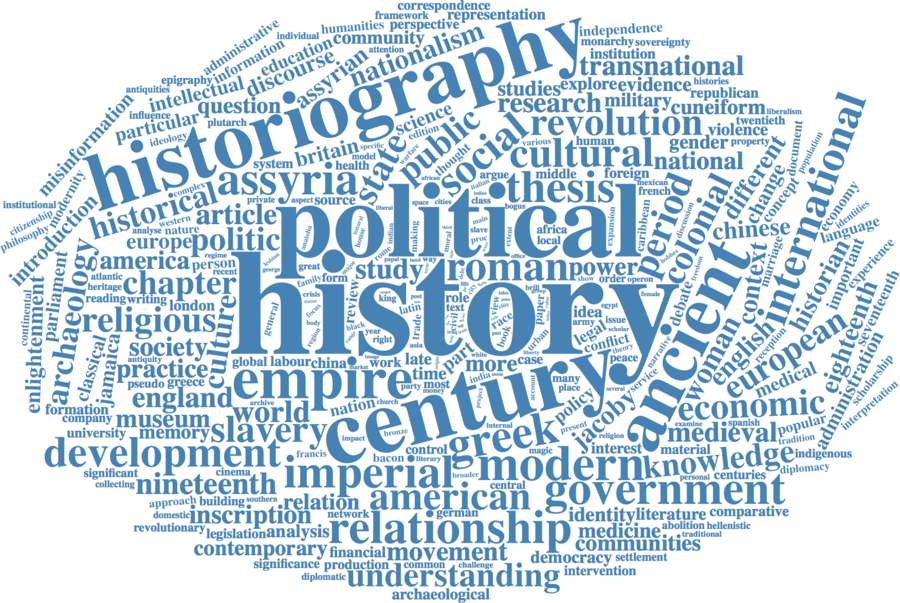 correspondence
framework representation
humanities perspective
individual independence
administrative community monarchy sovereignty
information education attention institution
antiquities epigraphy discourse nationalism transnational
intellectual assyrian historiography histories
influence question studies explore evidence republican
misinformation particular plutarch science research military cuneiform liberalism
ideology edition public social revolution twentieth
system britain specific various human violence
model warfare thought cultural gender property
health state argue middle foreign national
institutional complex assyria source african italian thesis mexican french document population
citizenship modernity historical private aspect liberal space cities class bogus different
philosophy western article political period change concept international
introduction analyse nature africa local expansion caribbean colonial economy identities
europe politic regime language
america person recent great study roman power chinese
atlantic context marriage
archaeology heritage chapter family form history ancient historian important experience
parliament reading writing crisis review king latin role text paper idea
continental enlightenment london general focus body region trade civil race book army legal issue scholar debate
religious culture black year right urban conflict theory narrative woman english reception european eighteenth seventeenth
classical society global labour china work late part more case peace
jamaica antiquity practice time white liberty order operon service
pseudo greece empire party most money india many place several medical administration scholarship
formation england archive nation church century account policy jacoby economic interpretation
company museum world present examine spanish popular
university memory slavery impact bronze internal greek religion medieval tradition
development francis control magic interest material indigenous
significant cinema bacon literary broader modern knowledge diplomacy
collecting nineteenth imperial central personal centuries
approach building southern relation american government
domestic inscription network german identity literature comparative
revolutionary legislation analysis relationship medicine abolition hellenistic
contemporary financial movement communities traditional
significance production common challenge democracy settlement
diplomatic understanding intervention
archaeological